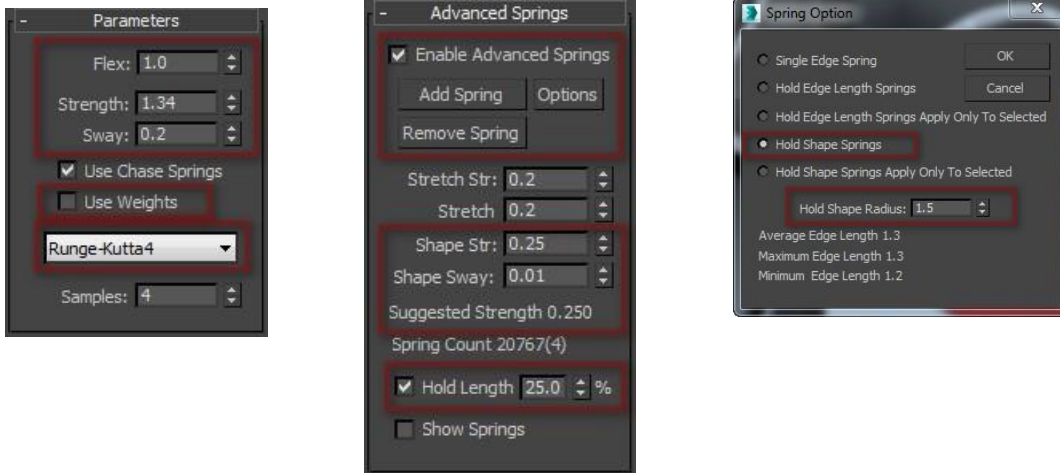 - Parameters
Flex: 1.0
Strength: 1.34
Sway: 0.2
Use Chase Springs
Use Weights
Runge-Kutta4
Samples: 4
- Advanced Springs
Enable Advanced Springs
Add Spring Options
Remove Spring
Stretch Str: 0.2
Stretch 0.2
Shape Str: 0.25
Shape Sway: 0.01
Suggested Strength 0.250
Spring Count 20767(4)
Hold Length 25.0 %
Show Springs
Spring Option X
Single Edge Spring OK
Hold Edge Length Springs Cancel
Hold Edge Length Springs Apply Only To Selected
Hold Shape Springs
Hold Shape Springs Apply Only To Selected
Hold Shape Radius: 1.5
Average Edge Length 1.3
Maximum Edge Length 1.3
Minimum Edge Length 1.2